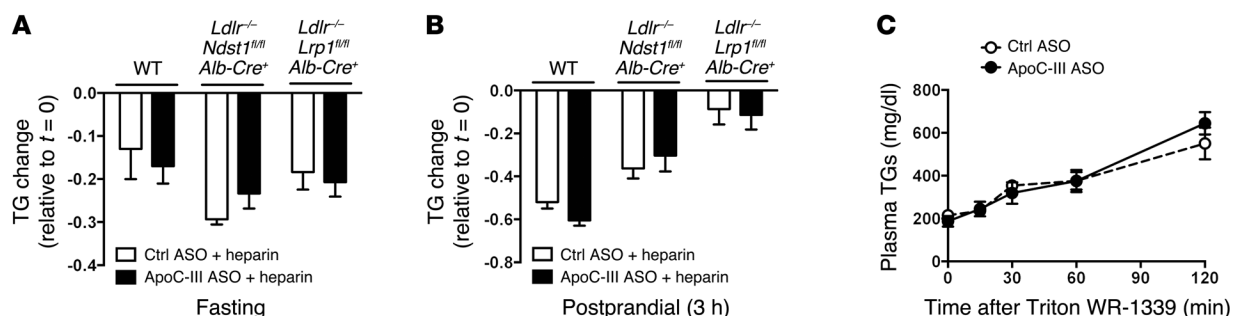 A
Ldlr–/–
Ldlr–/–
Ndst1fl/fl
Lrp1fl/fl
WT
Alb-Cre+
Alb-Cre+
0.0
-0.1
-0.2
-0.3
-0.4
TG change
(relative to t = 0)
Ctrl ASO + heparin
ApoC-III ASO + heparin
Fasting
B
Ldlr–/–
Ldlr–/–
Ndst1fl/fl
Lrp1fl/fl
WT
Alb-Cre+
Alb-Cre+
0.0
-0.2
-0.4
-0.6
-0.8
TG change
(relative to t = 0)
Ctrl ASO + heparin
ApoC-III ASO + heparin
Postprandial (3 h)
C
Ctrl ASO
ApoC-III ASO
800
600
400
200
0
Plasma TGs (mg/dl)
0 30 60 90 120
Time after Triton WR-1339 (min)